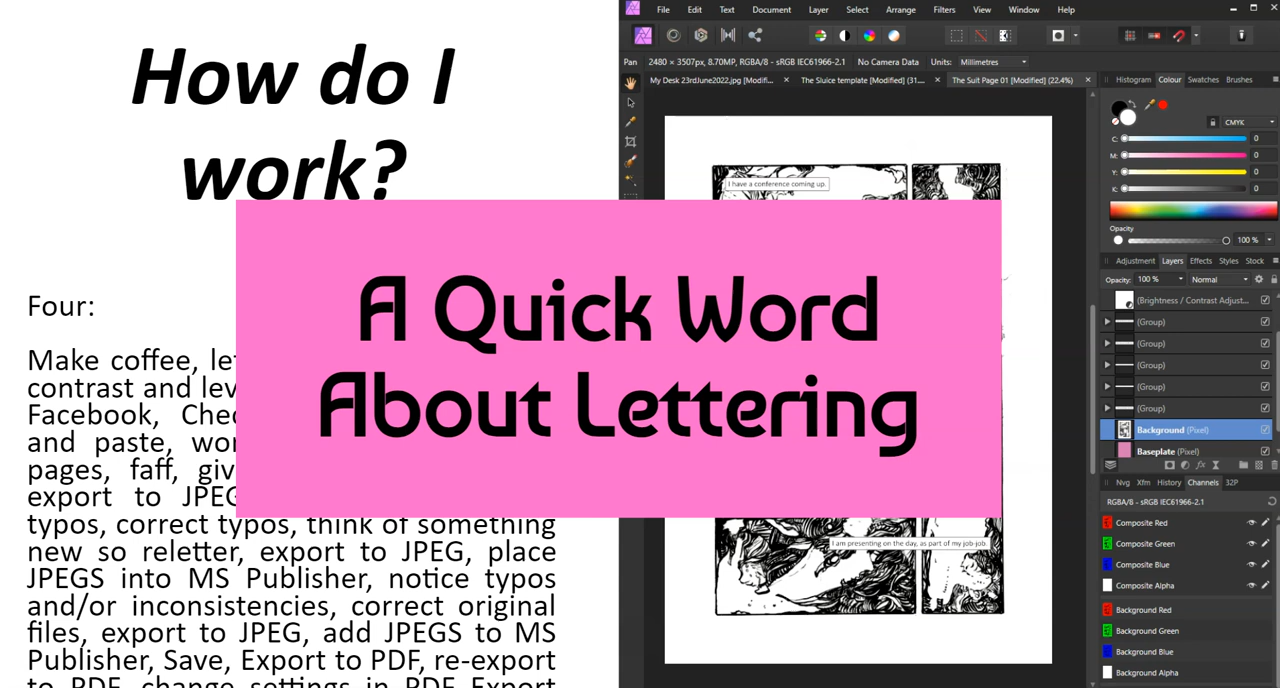 How do I
work?
Four:
Make coffee, let
contrast and lev
Facebook, Chec
and paste, wor
pages, faff, giv
export to JPEG
typos, correct typos, think of something
new so reletter, export to JPEG, place
JPEGS into MS Publisher, notice typos
and/or inconsistencies, correct original
files, export to JPEG, add JPEGS to MS
Publisher, Save, Export to PDF, re-export
to PDF, change settings in PDF Export
A Quick Word
About Lettering
File Edit Text Document Layer Select Arrange Filters View Window Help
Pan 2480 × 3507px, 8.70MP, RGBA/8 - sRGB IEC61966-2.1 No Camera Data Units: Millimetres
My Desk 23rdJune2022.jpg [Modifi... The Sluice template [Modified] (31.... The Suit Page 01 [Modified] (22.4%)
I have a conference coming up.
I am presenting on the day, as part of my job-job.
Histogram Colour Swatches Brushes
CMYK
C: 0
M: 0
Y: 0
K: 0
Opacity
100 %
Adjustment Layers Effects Styles Stock
Opacity: 100 % Normal
(Brightness / Contrast Adjust...
(Group)
(Group)
(Group)
(Group)
(Group)
Background (Pixel)
Baseplate (Pixel)
fx
Nvg Xfm History Channels 32P
RGBA/8 - sRGB IEC61966-2.1
Composite Red
Composite Green
Composite Blue
Composite Alpha
Background Red
Background Green
Background Blue
Background Alpha